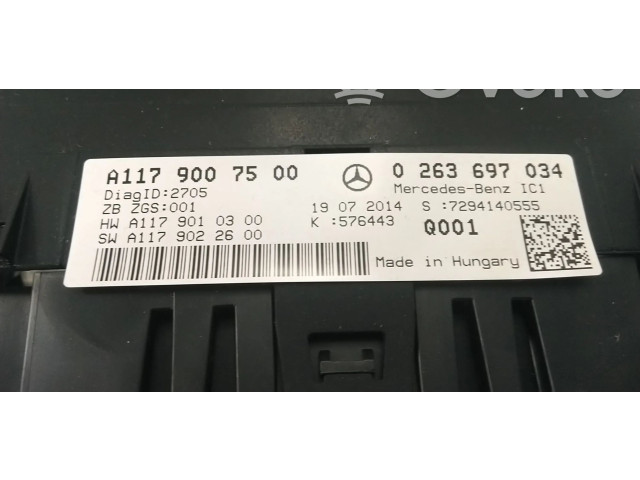 A117 900 75 00 0 263 697 034
DiagID:2705 Mercedes-Benz IC1
ZB ZGS:001 19 07 2014 S :7294140555
HW A117 901 03 00 K :576443 Q001
SW A117 902 26 00
Made in Hungary